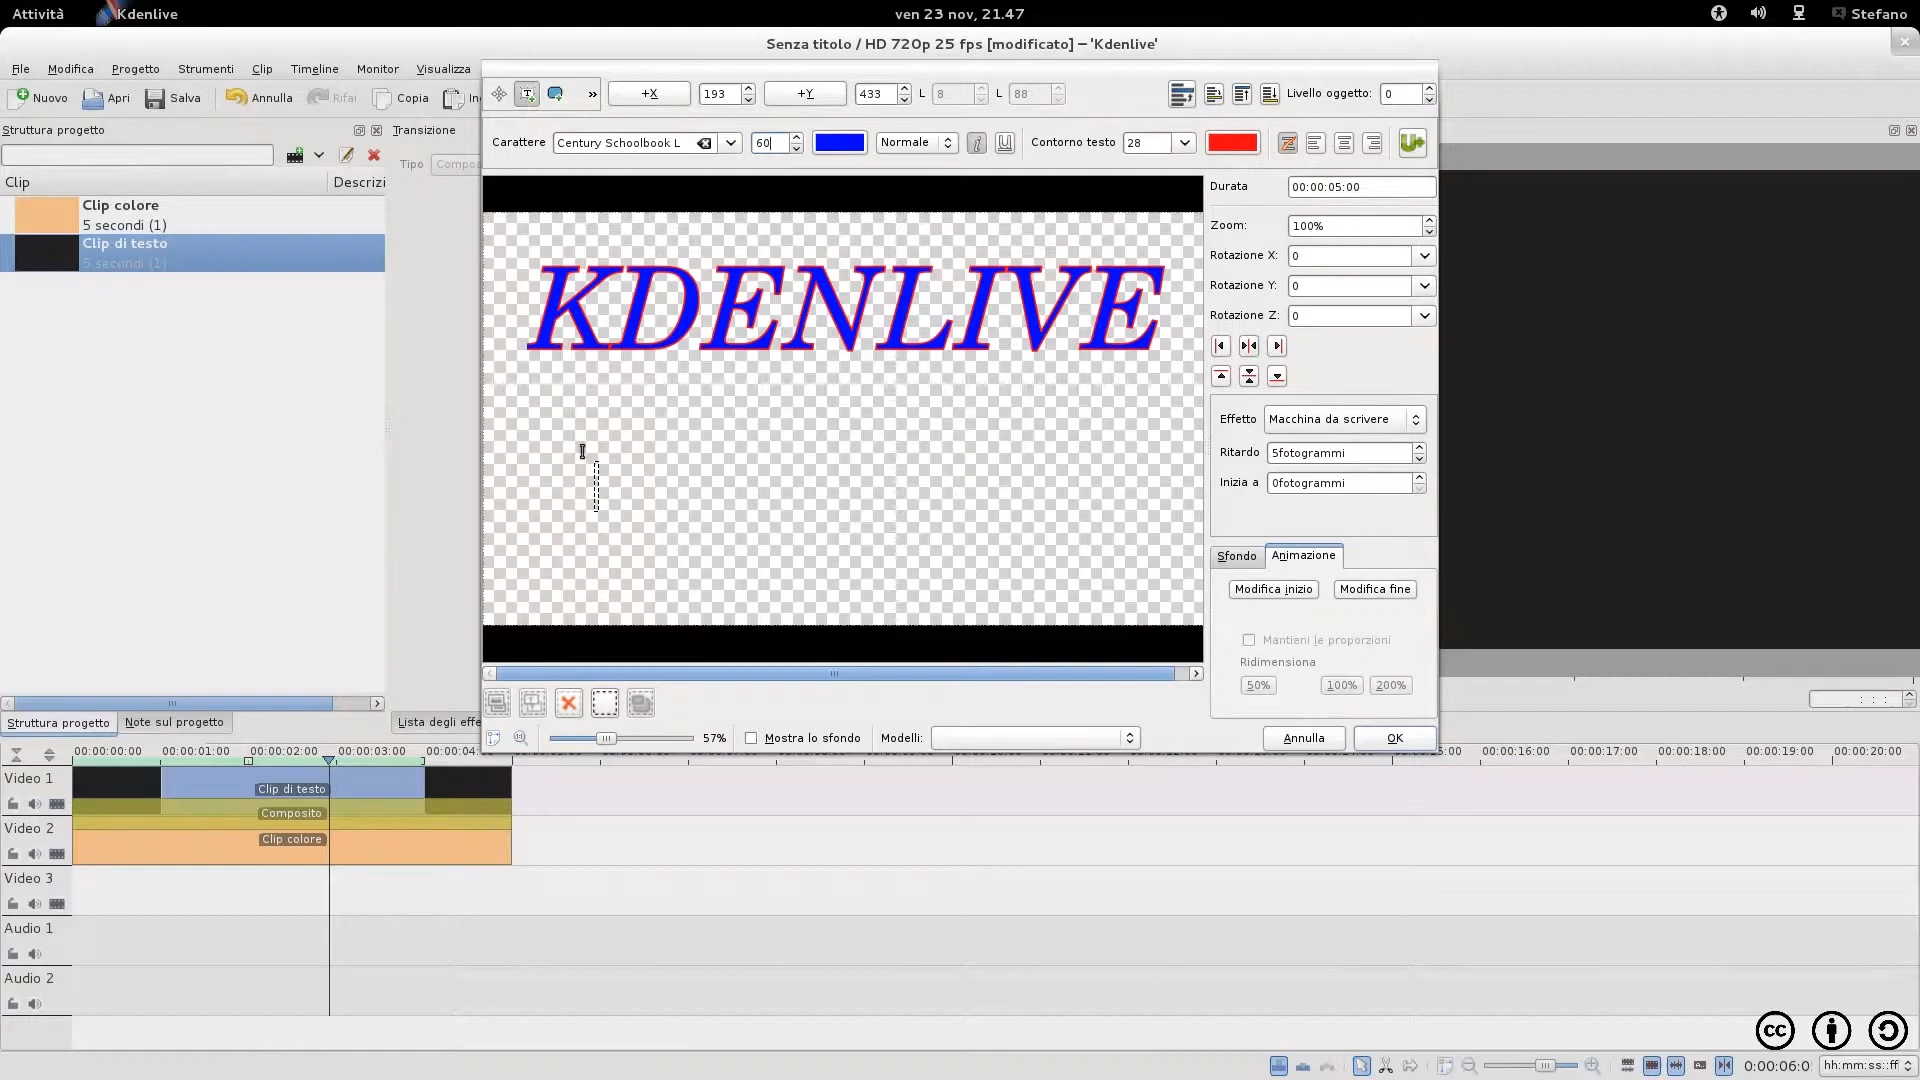 Attività Kdenlive ven 23 nov, 21.47 Stefano
Senza titolo / HD 720p 25 fps [modificato] – 'Kdenlive'
File Modifica Progetto Strumenti Clip Timeline Monitor Visualizza
Nuovo Apri Salva Annulla Rifai Copia
+X 193 +Y 433 L 8 L 88 Livello oggetto: 0
Struttura progetto Transizione
Carattere Century Schoolbook L 60 Normale Contorno testo 28
Tipo
Clip Descrizi
Durata 00:00:05:00
Clip colore
5 secondi (1)
Clip di testo
5 secondi (1)
Zoom: 100%
Rotazione X: 0
Rotazione Y: 0
Rotazione Z: 0
KDENLIVE
Effetto Macchina da scrivere
Ritardo 5fotogrammi
Inizia a 0fotogrammi
Sfondo Animazione
Modifica inizio Modifica fine
Mantieni le proporzioni
Ridimensiona
50% 100% 200%
Struttura progetto Note sul progetto Lista degli effe
57% Mostra lo sfondo Modelli: Annulla OK
00:00:00:00 00:00:01:00 00:00:02:00 00:00:03:00 00:00:04: 00:00:16:00 00:00:17:00 00:00:18:00 00:00:19:00 00:00:20:00
Video 1
Clip di testo
Composito
Video 2
Clip colore
Video 3
Audio 1
Audio 2
cc
0:00:06:0 hh:mm:ss::ff